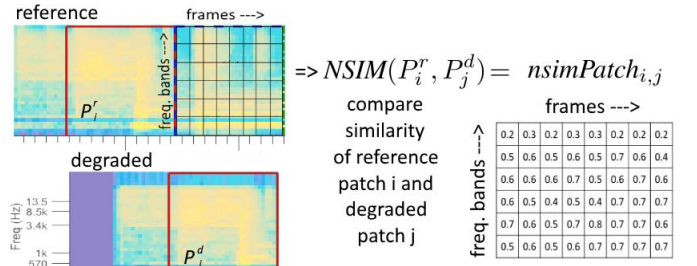 reference
frames --->
freq. bands --->
P_i^r
=> NSIM(P_i^r, P_j^d) = nsimPatch_{i,j}
compare
similarity
of reference
patch i and
degraded
patch j
frames --->
freq. bands --->
0.2 0.3 0.2 0.3 0.3 0.2 0.2 0.2
0.5 0.6 0.5 0.6 0.5 0.7 0.6 0.4
0.6 0.6 0.6 0.7 0.5 0.6 0.7 0.6
0.6 0.5 0.4 0.5 0.4 0.7 0.7 0.7
0.7 0.6 0.5 0.7 0.8 0.7 0.7 0.6
0.5 0.6 0.5 0.6 0.7 0.7 0.7 0.7
degraded
Freq (Hz)
13.5
8.5k
3.4k
1k
570
P_i^d